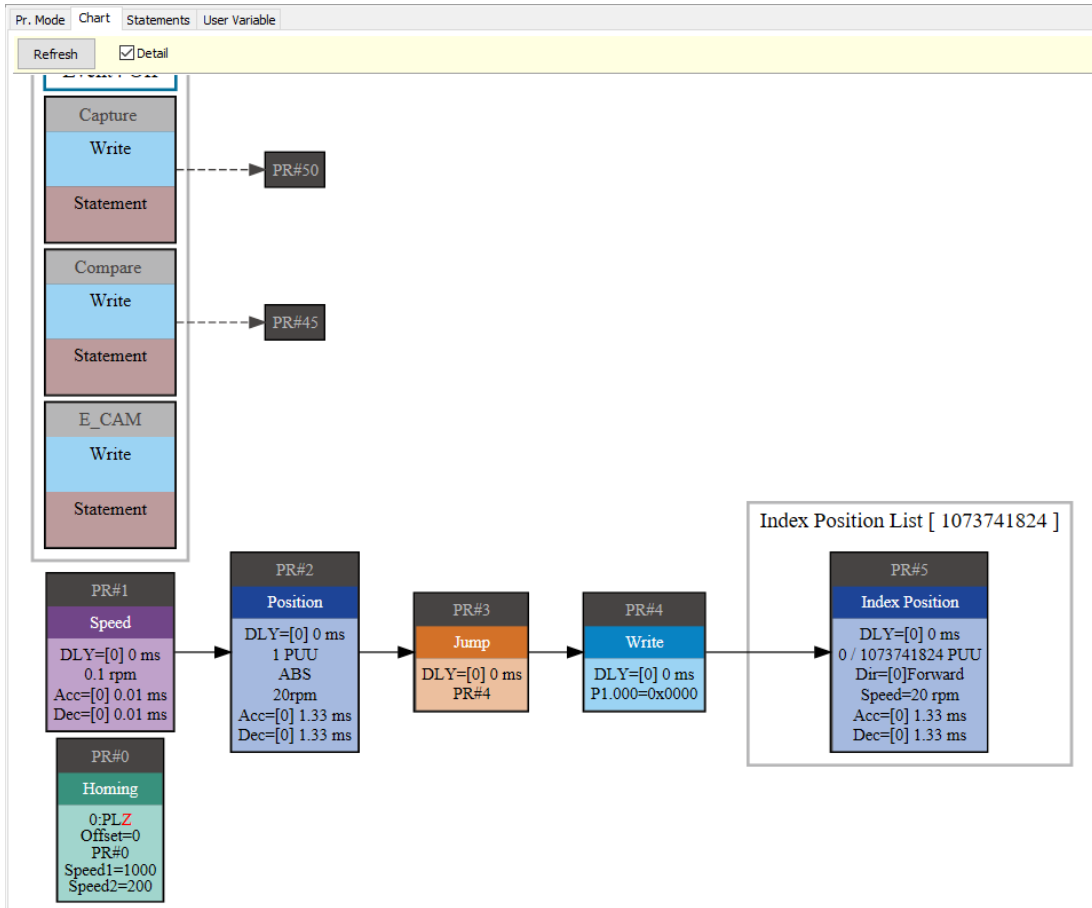 Pr. Mode
Chart
Statements
User Variable
Refresh
Detail
Capture
Write
Statement
PR#50
Compare
Write
Statement
PR#45
E_CAM
Write
Statement
Index Position List [ 1073741824 ]
PR#1
Speed
DLY=[0] 0 ms
0.1 rpm
Acc=[0] 0.01 ms
Dec=[0] 0.01 ms
PR#2
Position
DLY=[0] 0 ms
1 PUU
ABS
20rpm
Acc=[0] 1.33 ms
Dec=[0] 1.33 ms
PR#3
Jump
DLY=[0] 0 ms
PR#4
PR#4
Write
DLY=[0] 0 ms
P1.000=0x0000
PR#5
Index Position
DLY=[0] 0 ms
0 / 1073741824 PUU
Dir=[0]Forward
Speed=20 rpm
Acc=[0] 1.33 ms
Dec=[0] 1.33 ms
PR#0
Homing
0:PLZ
Offset=0
PR#0
Speed1=1000
Speed2=200